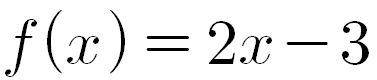 f(x) = 2x − 3